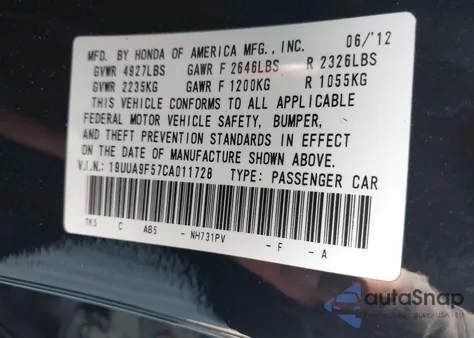 MFD. BY HONDA OF AMERICA MFG., INC. 06/'12
GVWR 4927LBS GAWR F 2646LBS R 2326LBS
GVWR 2235KG GAWR F 1200KG R 1055KG
THIS VEHICLE CONFORMS TO ALL APPLICABLE
FEDERAL MOTOR VEHICLE SAFETY, BUMPER,
AND THEFT PREVENTION STANDARDS IN EFFECT
ON THE DATE OF MANUFACTURE SHOWN ABOVE.
V.I.N.: 19UUA9F57CA011728 TYPE: PASSENGER CAR
TK5 C AB5 - NH731PV - F - A
autaSnap